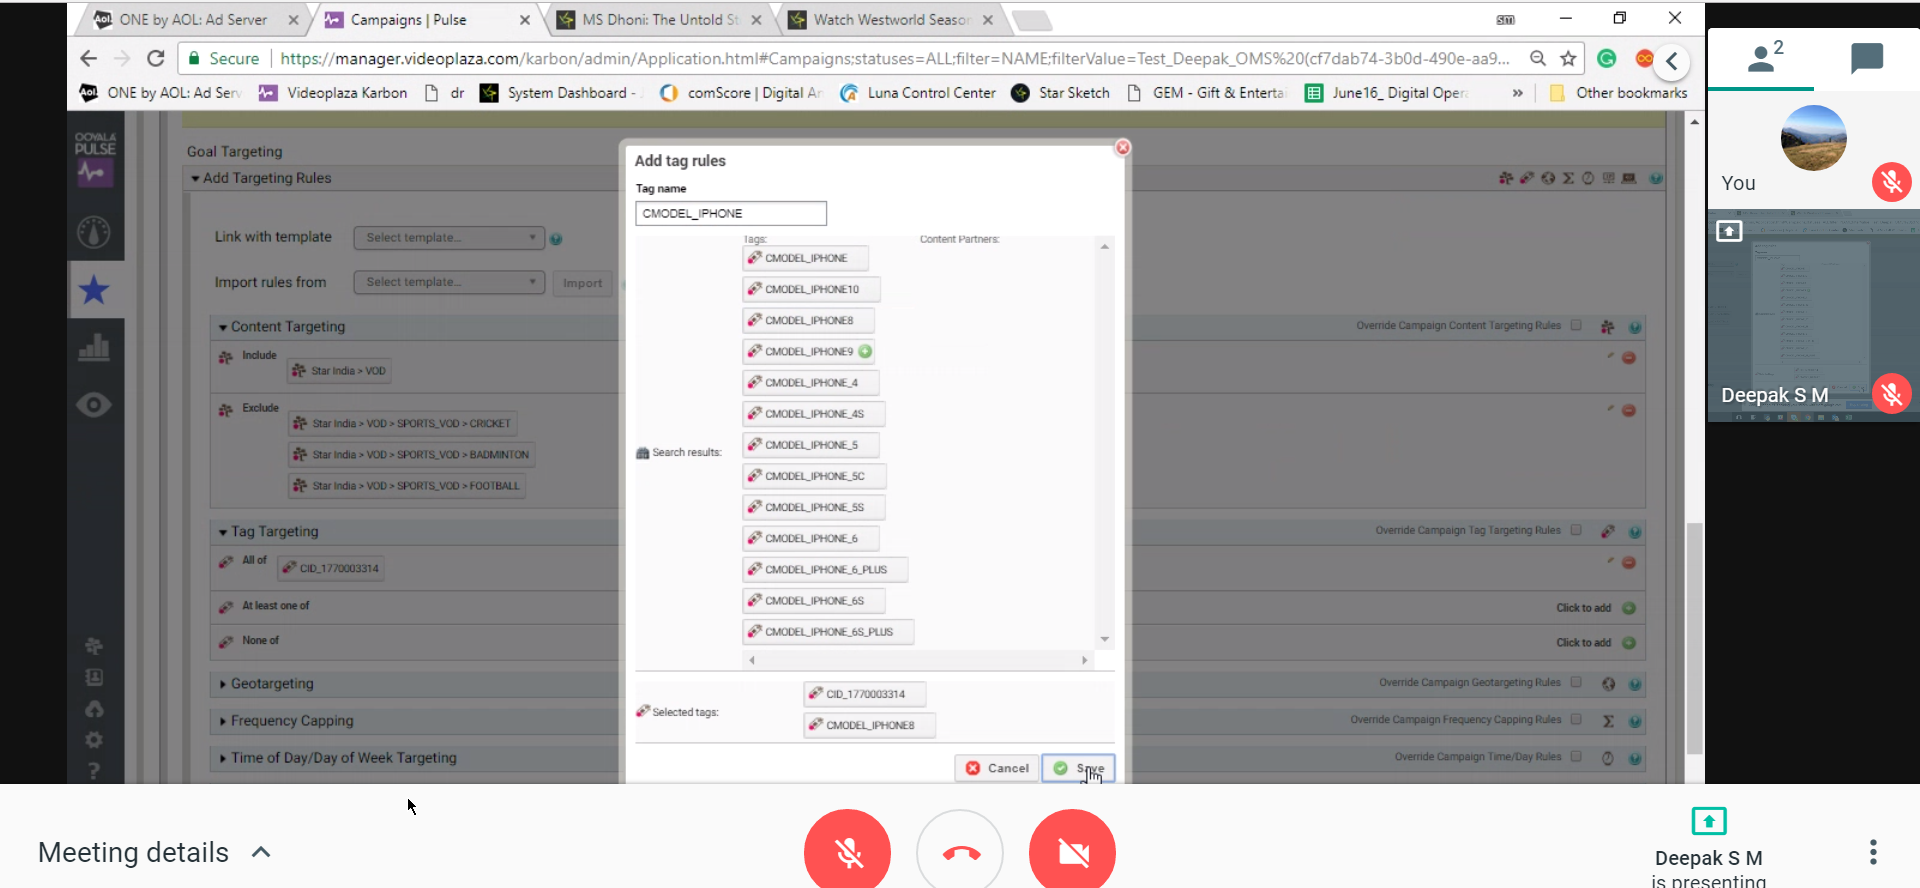 ONE by AOL: Ad Server
Campaigns | Pulse
MS Dhoni: The Untold St
Watch Westworld Season
sm
Secure
https://manager.videoplaza.com/karbon/admin/Application.html#Campaigns;statuses=ALL;filter=NAME;filterValue=Test_Deepak_OMS%20(cf7dab74-3b0d-490e-aa9...
Aol. ONE by AOL: Ad Serv
Videoplaza Karbon
dr
System Dashboard -
comScore | Digital An
Luna Control Center
Star Sketch
GEM - Gift & Enterta
June16_ Digital Oper
»
Other bookmarks
OOYALA
PULSE
Goal Targeting
Add Targeting Rules
Link with template
Select template...
Import rules from
Select template...
Import
Content Targeting
Override Campaign Content Targeting Rules
Include
Star India > VOD
Exclude
Star India > VOD > SPORTS_VOD > CRICKET
Star India > VOD > SPORTS_VOD > BADMINTON
Star India > VOD > SPORTS_VOD > FOOTBALL
Tag Targeting
Override Campaign Tag Targeting Rules
All of
CID_1770003314
At least one of
Click to add
None of
Click to add
Geotargeting
Override Campaign Geotargeting Rules
Frequency Capping
Override Campaign Frequency Capping Rules
Time of Day/Day of Week Targeting
Override Campaign Time/Day Rules
Add tag rules
Tag name
CMODEL_IPHONE
Tags:
Content Partners:
Search results:
CMODEL_IPHONE
CMODEL_IPHONE10
CMODEL_IPHONE8
CMODEL_IPHONE9
CMODEL_IPHONE_4
CMODEL_IPHONE_4S
CMODEL_IPHONE_5
CMODEL_IPHONE_5C
CMODEL_IPHONE_5S
CMODEL_IPHONE_6
CMODEL_IPHONE_6_PLUS
CMODEL_IPHONE_6S
CMODEL_IPHONE_6S_PLUS
Selected tags:
CID_1770003314
CMODEL_IPHONE8
Cancel
Save
2
You
Deepak S M
Meeting details
Deepak S M
is presenting